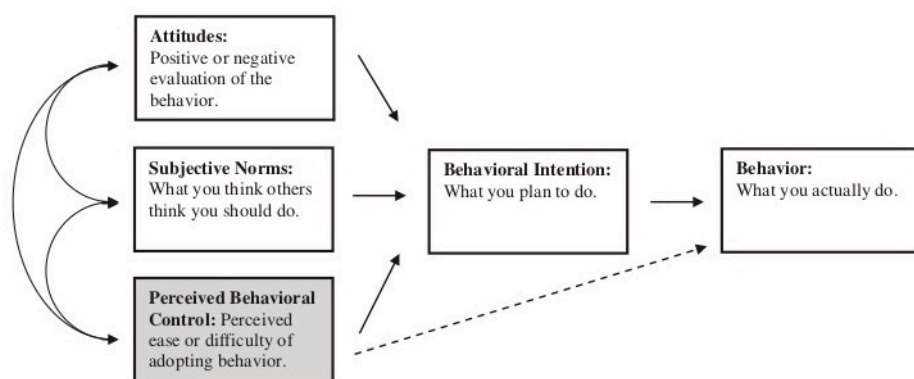 Attitudes:
Positive or negative
evaluation of the
behavior.
Subjective Norms:
What you think others
think you should do.
Perceived Behavioral
Control: Perceived
ease or difficulty of
adopting behavior.
Behavioral Intention:
What you plan to do.
Behavior:
What you actually do.